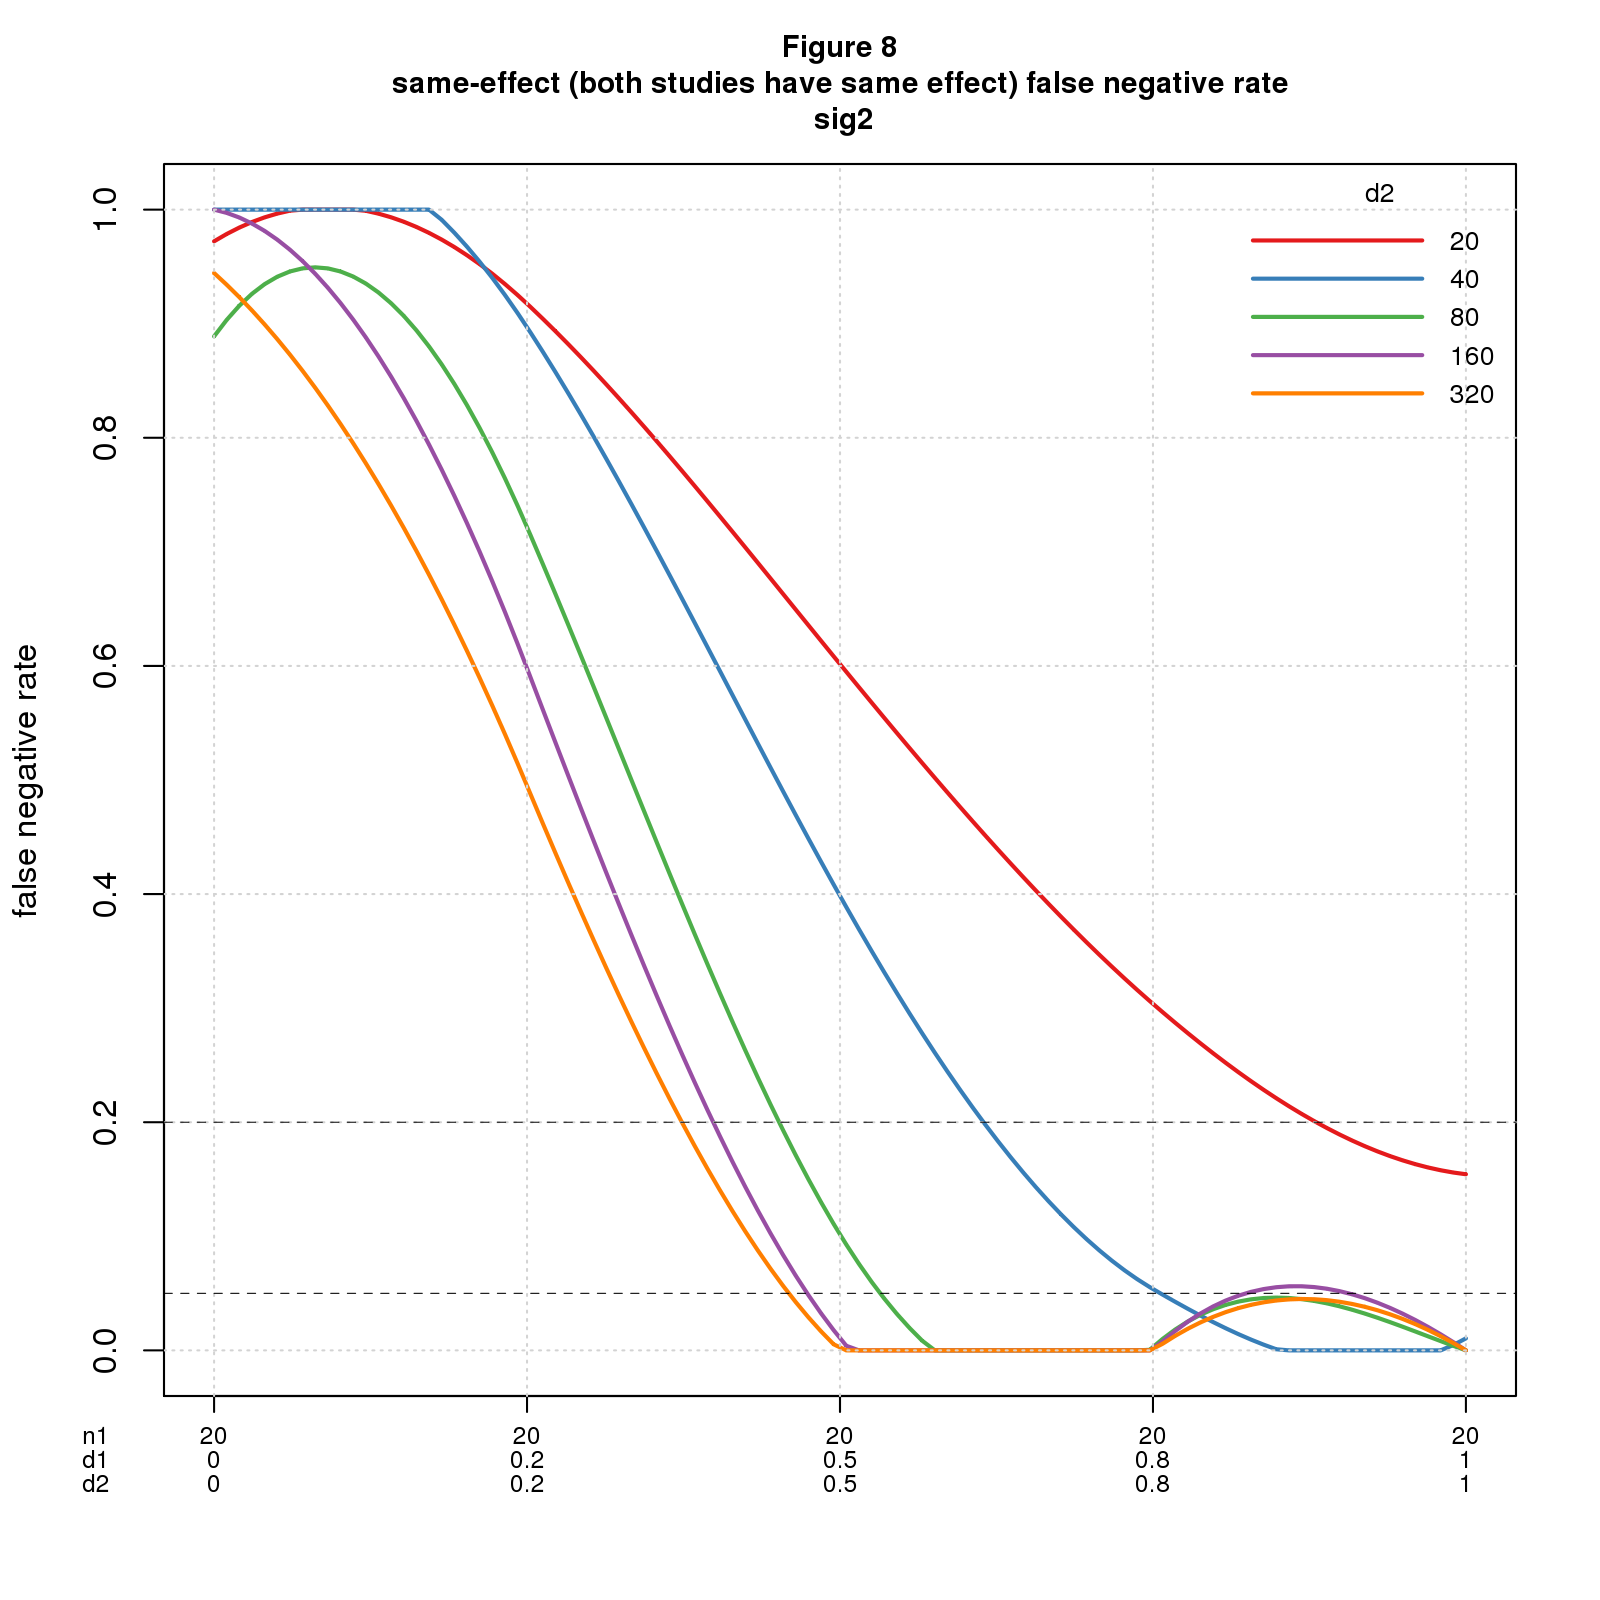 Figure 8
same-effect (both studies have same effect) false negative rate
sig2
d2
20
40
80
160
320
false negative rate
1.0
0.8
0.6
0.4
0.2
0.0
n1 20 20 20 20 20
d1 0 0.2 0.5 0.8 1
d2 0 0.2 0.5 0.8 1